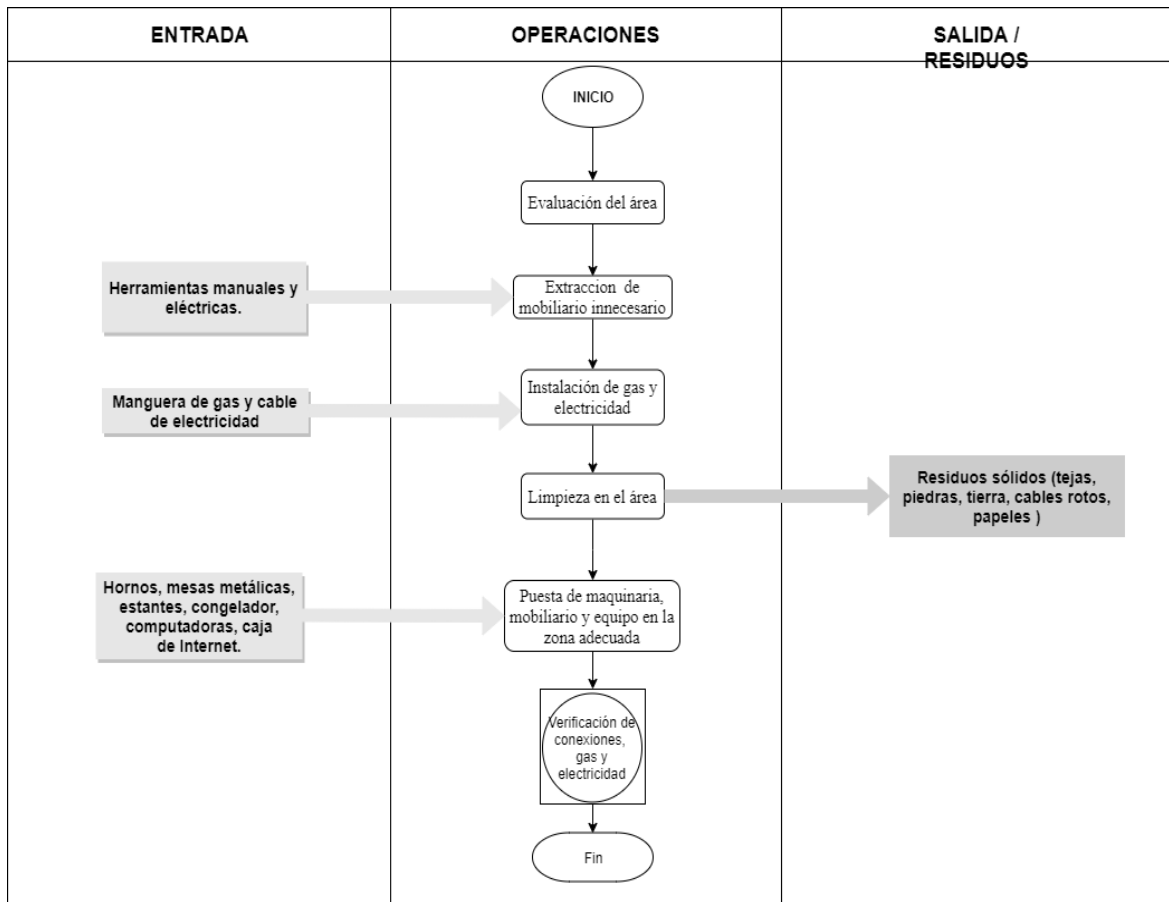 ENTRADA
OPERACIONES
SALIDA /
RESIDUOS
INICIO
Evaluación del área
Herramientas manuales y
eléctricas.
Extraccion de
mobiliario innecesario
Manguera de gas y cable
de electricidad
Instalación de gas y
electricidad
Limpieza en el área
Residuos sólidos (tejas,
piedras, tierra, cables rotos,
papeles )
Hornos, mesas metálicas,
estantes, congelador,
computadoras, caja
de Internet.
Puesta de maquinaria,
mobiliario y equipo en la
zona adecuada
Verificación de
conexiones,
gas y
electricidad
Fin